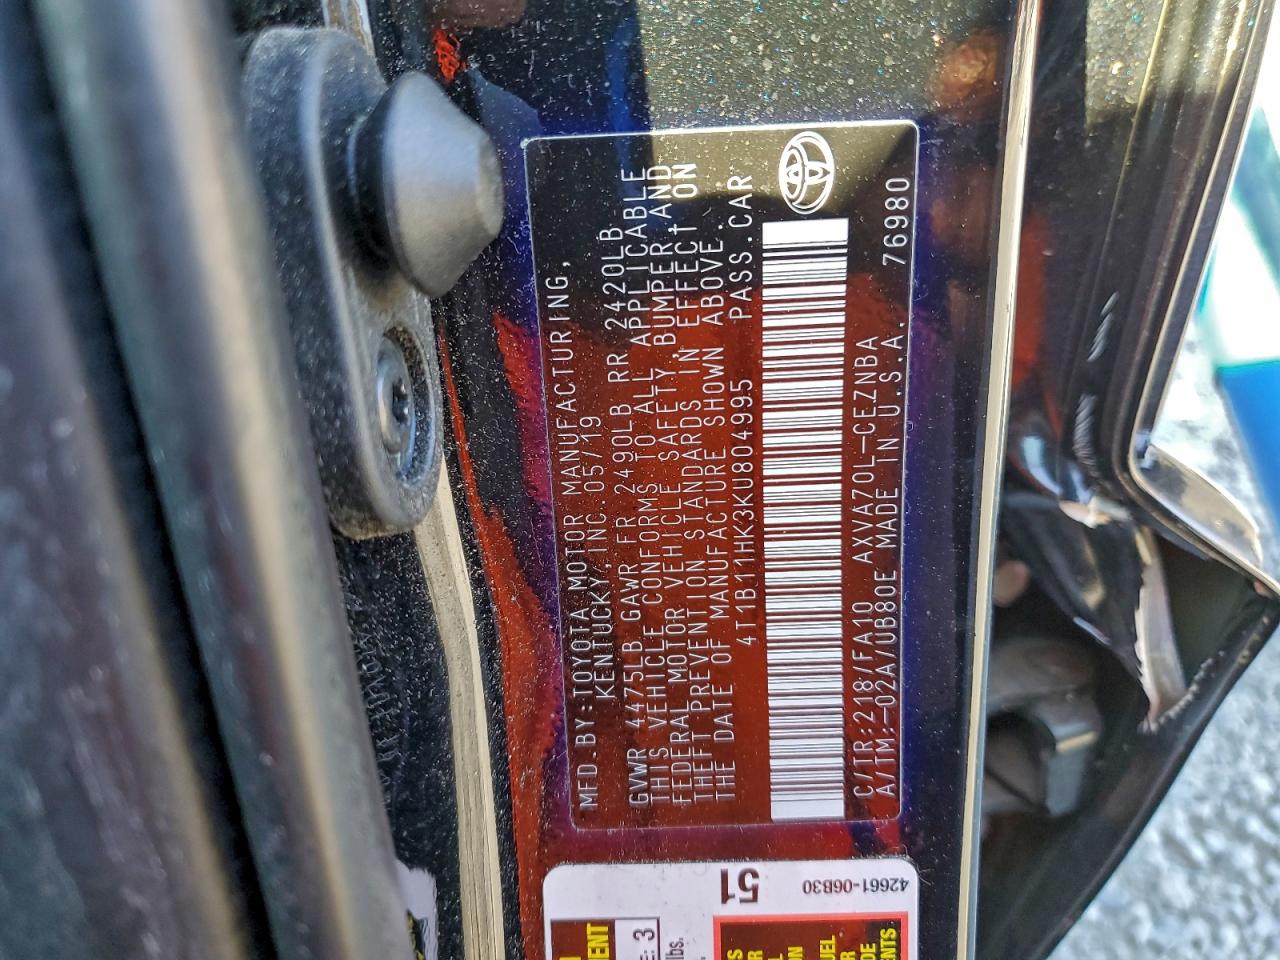 MFD.BY:TOYOTA MOTOR MANUFACTURING,
KENTUCKY,INC.05/19
GVWR 4475LB GAWR FR 2490LB RR 2420LB
THIS VEHICLE CONFORMS TO ALL APPLICABLE
FEDERAL MOTOR VEHICLE SAFETY,BUMPER,AND
THEFT PREVENTION STANDARDS IN EFFECT ON
THE DATE OF MANUFACTURE SHOWN ABOVE.
4T1B11HK3KU804995 PASS.CAR
C/TR:218/FA10 AXVA70L-CEZNBA
A/TM:-02A/UB80E MADE IN U.S.A. 76980
51
42661-06B30